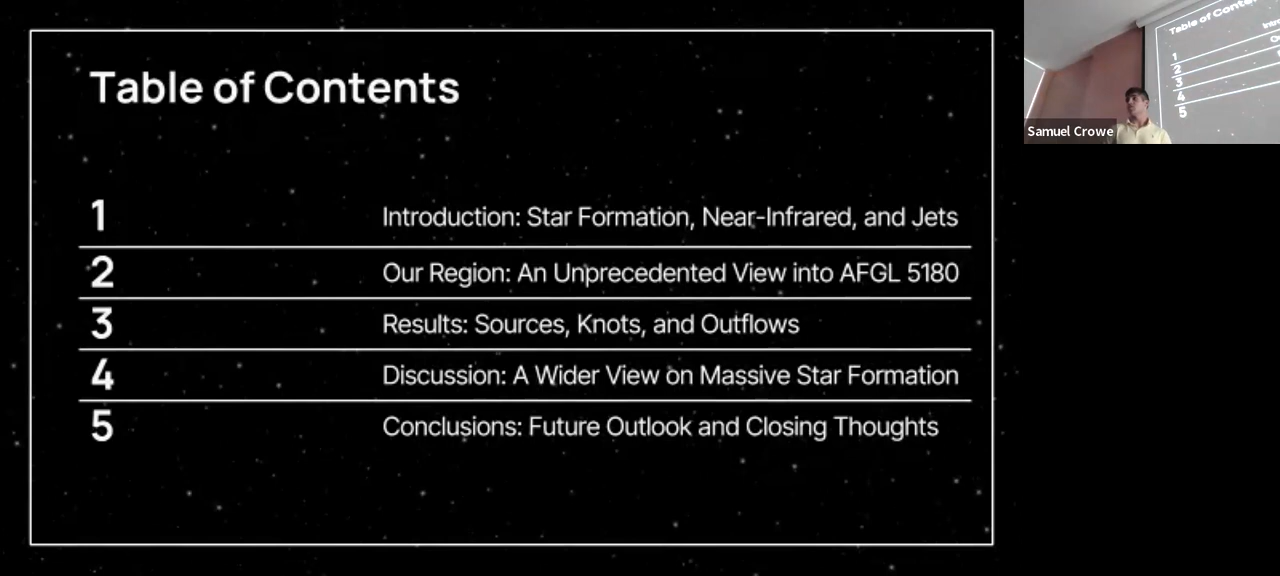 Table of Contents
1 Introduction: Star Formation, Near-Infrared, and Jets
2 Our Region: An Unprecedented View into AFGL 5180
3 Results: Sources, Knots, and Outflows
4 Discussion: A Wider View on Massive Star Formation
5 Conclusions: Future Outlook and Closing Thoughts
Table of Conte
1
2
3
4
5
Samuel Crowe